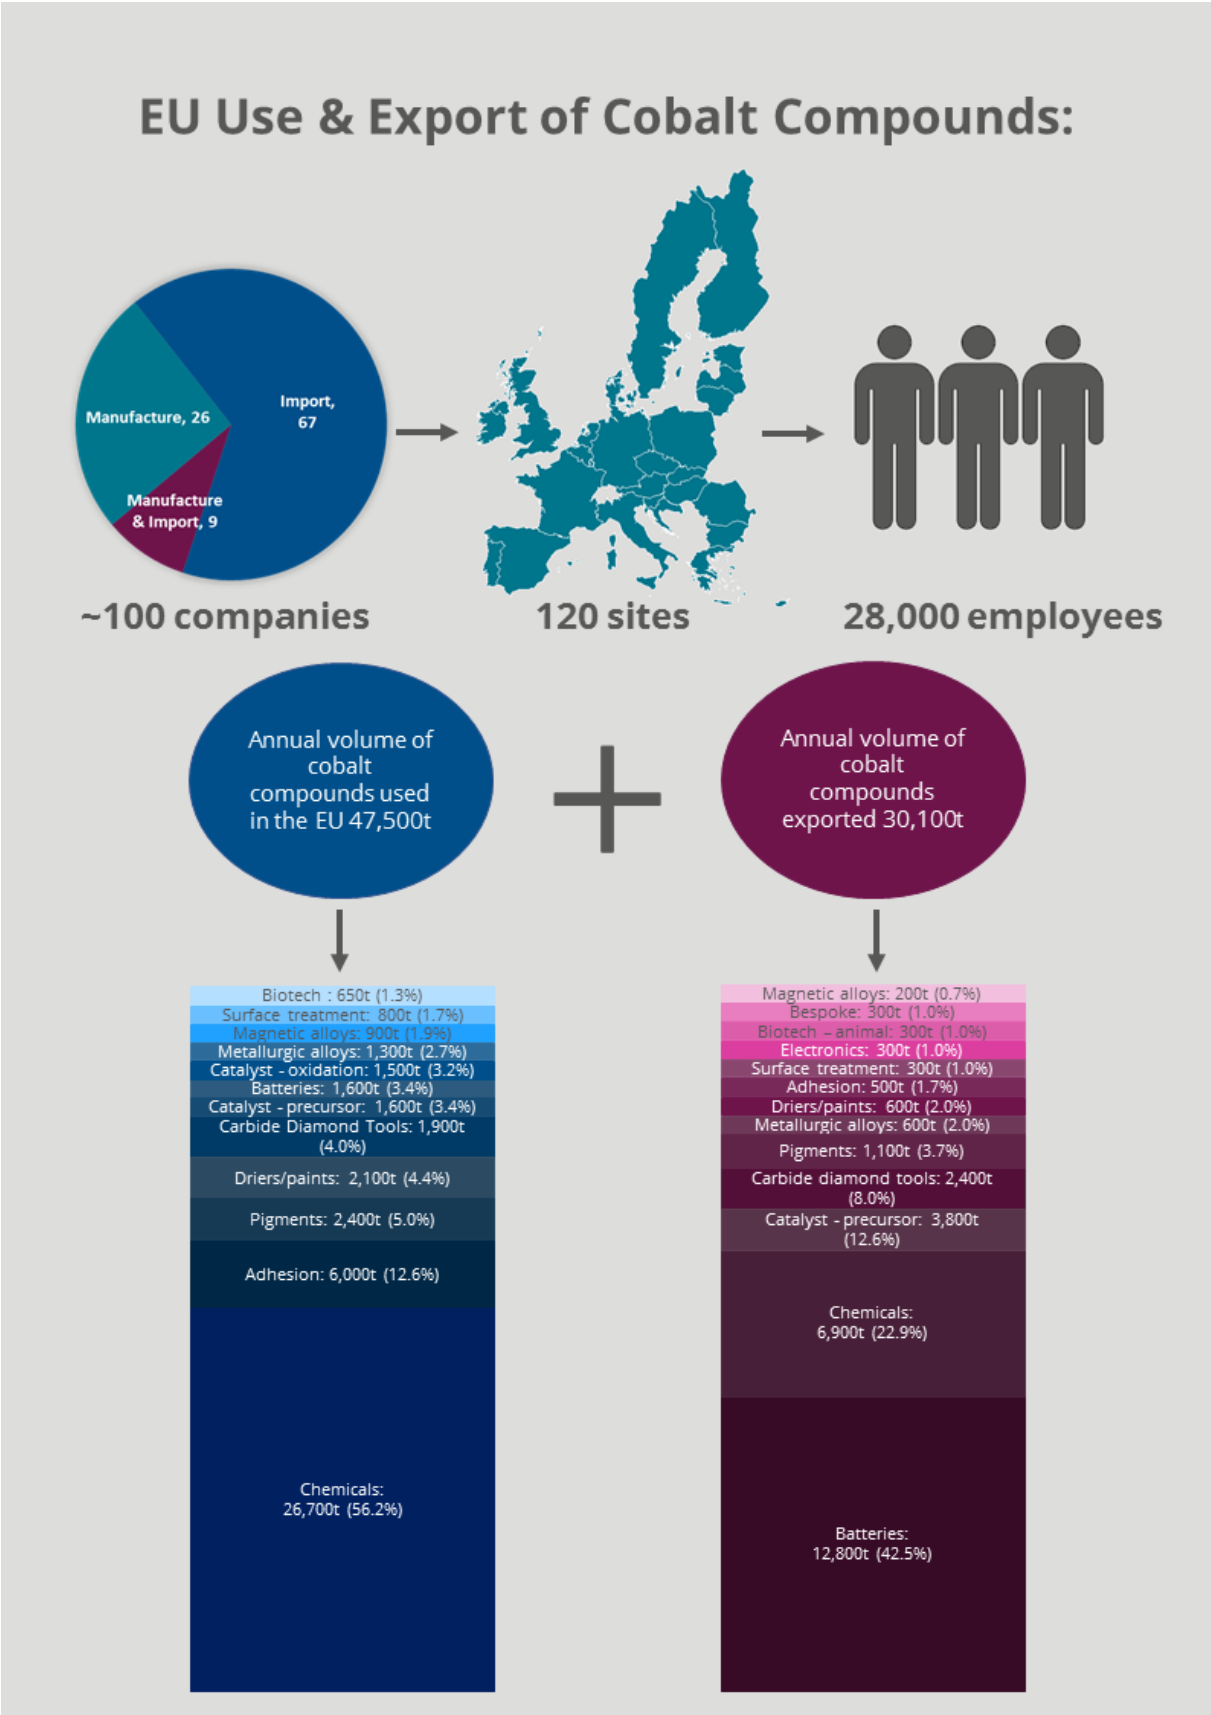 EU Use & Export of Cobalt Compounds:
Import,
67
Manufacture, 26
Manufacture
& Import, 9
~100 companies
120 sites
28,000 employees
Annual volume of
cobalt
compounds used
in the EU 47,500t
Annual volume of
cobalt
compounds
exported 30,100t
Biotech : 650t (1.3%)
Surface treatment: 800t (1.7%)
Magnetic alloys: 900t (1.9%)
Metallurgic alloys: 1,300t (2.7%)
Catalyst - oxidation: 1,500t (3.2%)
Batteries: 1,600t (3.4%)
Catalyst - precursor: 1,600t (3.4%)
Carbide Diamond Tools: 1,900t
(4.0%)
Driers/paints: 2,100t (4.4%)
Pigments: 2,400t (5.0%)
Adhesion: 6,000t (12.6%)
Chemicals:
26,700t (56.2%)
Magnetic alloys: 200t (0.7%)
Bespoke: 300t (1.0%)
Biotech – animal: 300t (1.0%)
Electronics: 300t (1.0%)
Surface treatment: 300t (1.0%)
Adhesion: 500t (1.7%)
Driers/paints: 600t (2.0%)
Metallurgic alloys: 600t (2.0%)
Pigments: 1,100t (3.7%)
Carbide diamond tools: 2,400t
(8.0%)
Catalyst - precursor: 3,800t
(12.6%)
Chemicals:
6,900t (22.9%)
Batteries:
12,800t (42.5%)